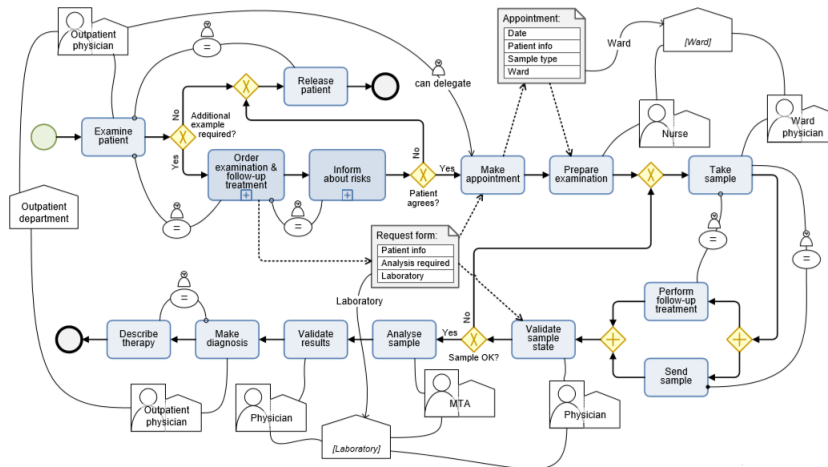 Appointment:
Date
Patient info
Sample type
Ward
Ward
[Ward]
Outpatient
physician
=
=
can delegate
Release
patient
No
Additional
example
required?
Examine
patient
Yes
Order
examination &
follow-up
treatment
Inform
about risks
No
Yes
Patient
agrees?
Make
appointment
Prepare
examination
Nurse
Ward
physician
Take
sample
Outpatient
department
=
=
=
=
Request form:
Patient info
Analysis required
Laboratory
Laboratory
Perform
follow-up
treatment
=
Describe
therapy
Make
diagnosis
Validate
results
Analyse
sample
Yes
No
Sample OK?
Validate
sample
state
Send
sample
Outpatient
physician
Physician
[Laboratory]
MTA
Physician